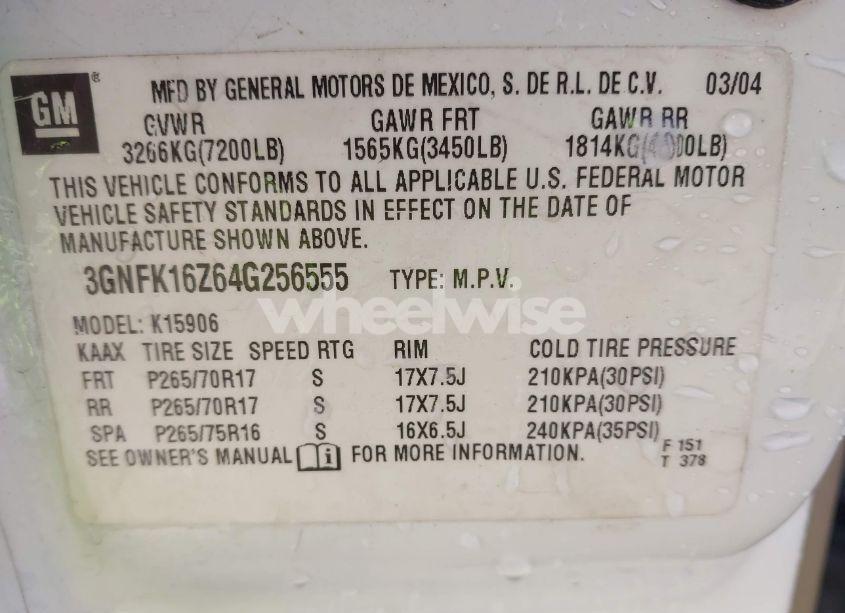 GM ®
MFD BY GENERAL MOTORS DE MEXICO, S. DE R.L. DE C.V. 03/04
GVWR GAWR FRT GAWR RR
3266KG(7200LB) 1565KG(3450LB) 1814KG(4000LB)
THIS VEHICLE CONFORMS TO ALL APPLICABLE U.S. FEDERAL MOTOR
VEHICLE SAFETY STANDARDS IN EFFECT ON THE DATE OF
MANUFACTURE SHOWN ABOVE.
3GNFK16Z64G256555 TYPE: M.P.V.
wheelwise
MODEL: K15906
KAAX TIRE SIZE SPEED RTG RIM COLD TIRE PRESSURE
FRT P265/70R17 S 17X7.5J 210KPA(30PSI)
RR P265/70R17 S 17X7.5J 210KPA(30PSI)
SPA P265/75R16 S 16X6.5J 240KPA(35PSI)
SEE OWNER'S MANUAL i FOR MORE INFORMATION. F 151
T 378